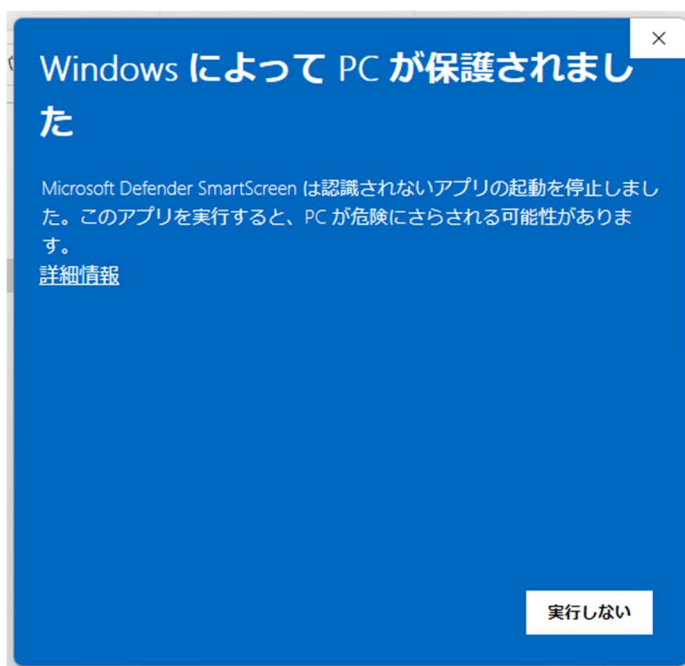 Windows によって PC が保護されまし
た
Microsoft Defender SmartScreen は認識されないアプリの起動を停止しまし
た。このアプリを実行すると、PC が危険にさらされる可能性がありま
す。
詳細情報
実行しない